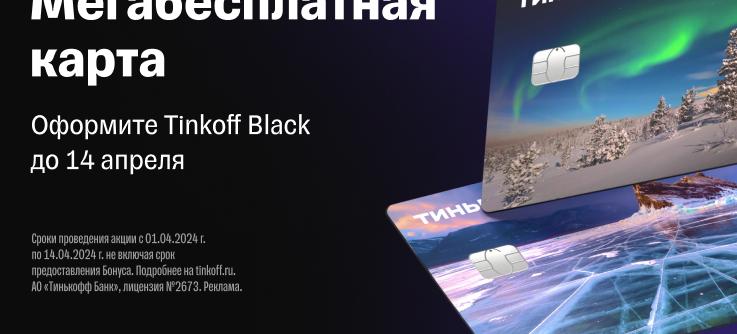 Мегабесплатная
карта
Оформите Tinkoff Black
до 14 апреля
Сроки проведения акции с 01.04.2024 г.
по 14.04.2024 г. не включая срок
предоставления Бонуса. Подробнее на tinkoff.ru.
АО «Тинькофф Банк», лицензия №2673. Реклама.